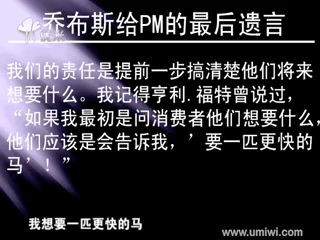 乔布斯给PM的最后遗言
我们的责任是提前一步搞清楚他们将来
想要什么。我记得亨利.福特曾说过，
“如果我最初是问消费者他们想要什么，
他们应该是会告诉我，’要一匹更快的
马’！”
我想要一匹更快的马
www.umiwi.com